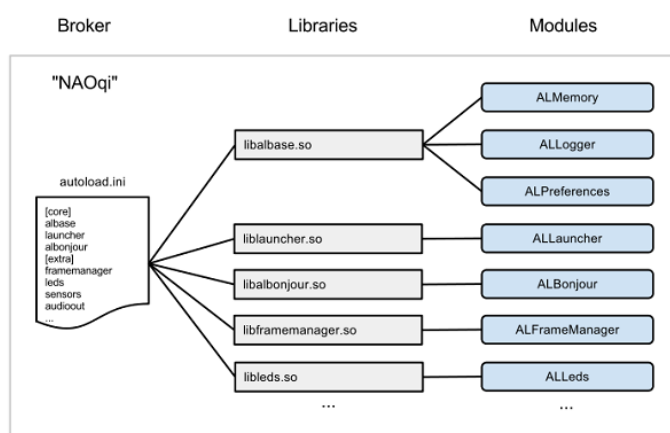 Broker
Libraries
Modules
"NAOqi"
autoload.ini
[core]
albase
launcher
albonjour
[extra]
framemanager
leds
sensors
audioout
...
libalbase.so
ALMemory
ALLogger
ALPreferences
liblauncher.so
ALLauncher
libalbonjour.so
ALBonjour
libframemanager.so
ALFrameManager
libleds.so
ALLeds
...
...